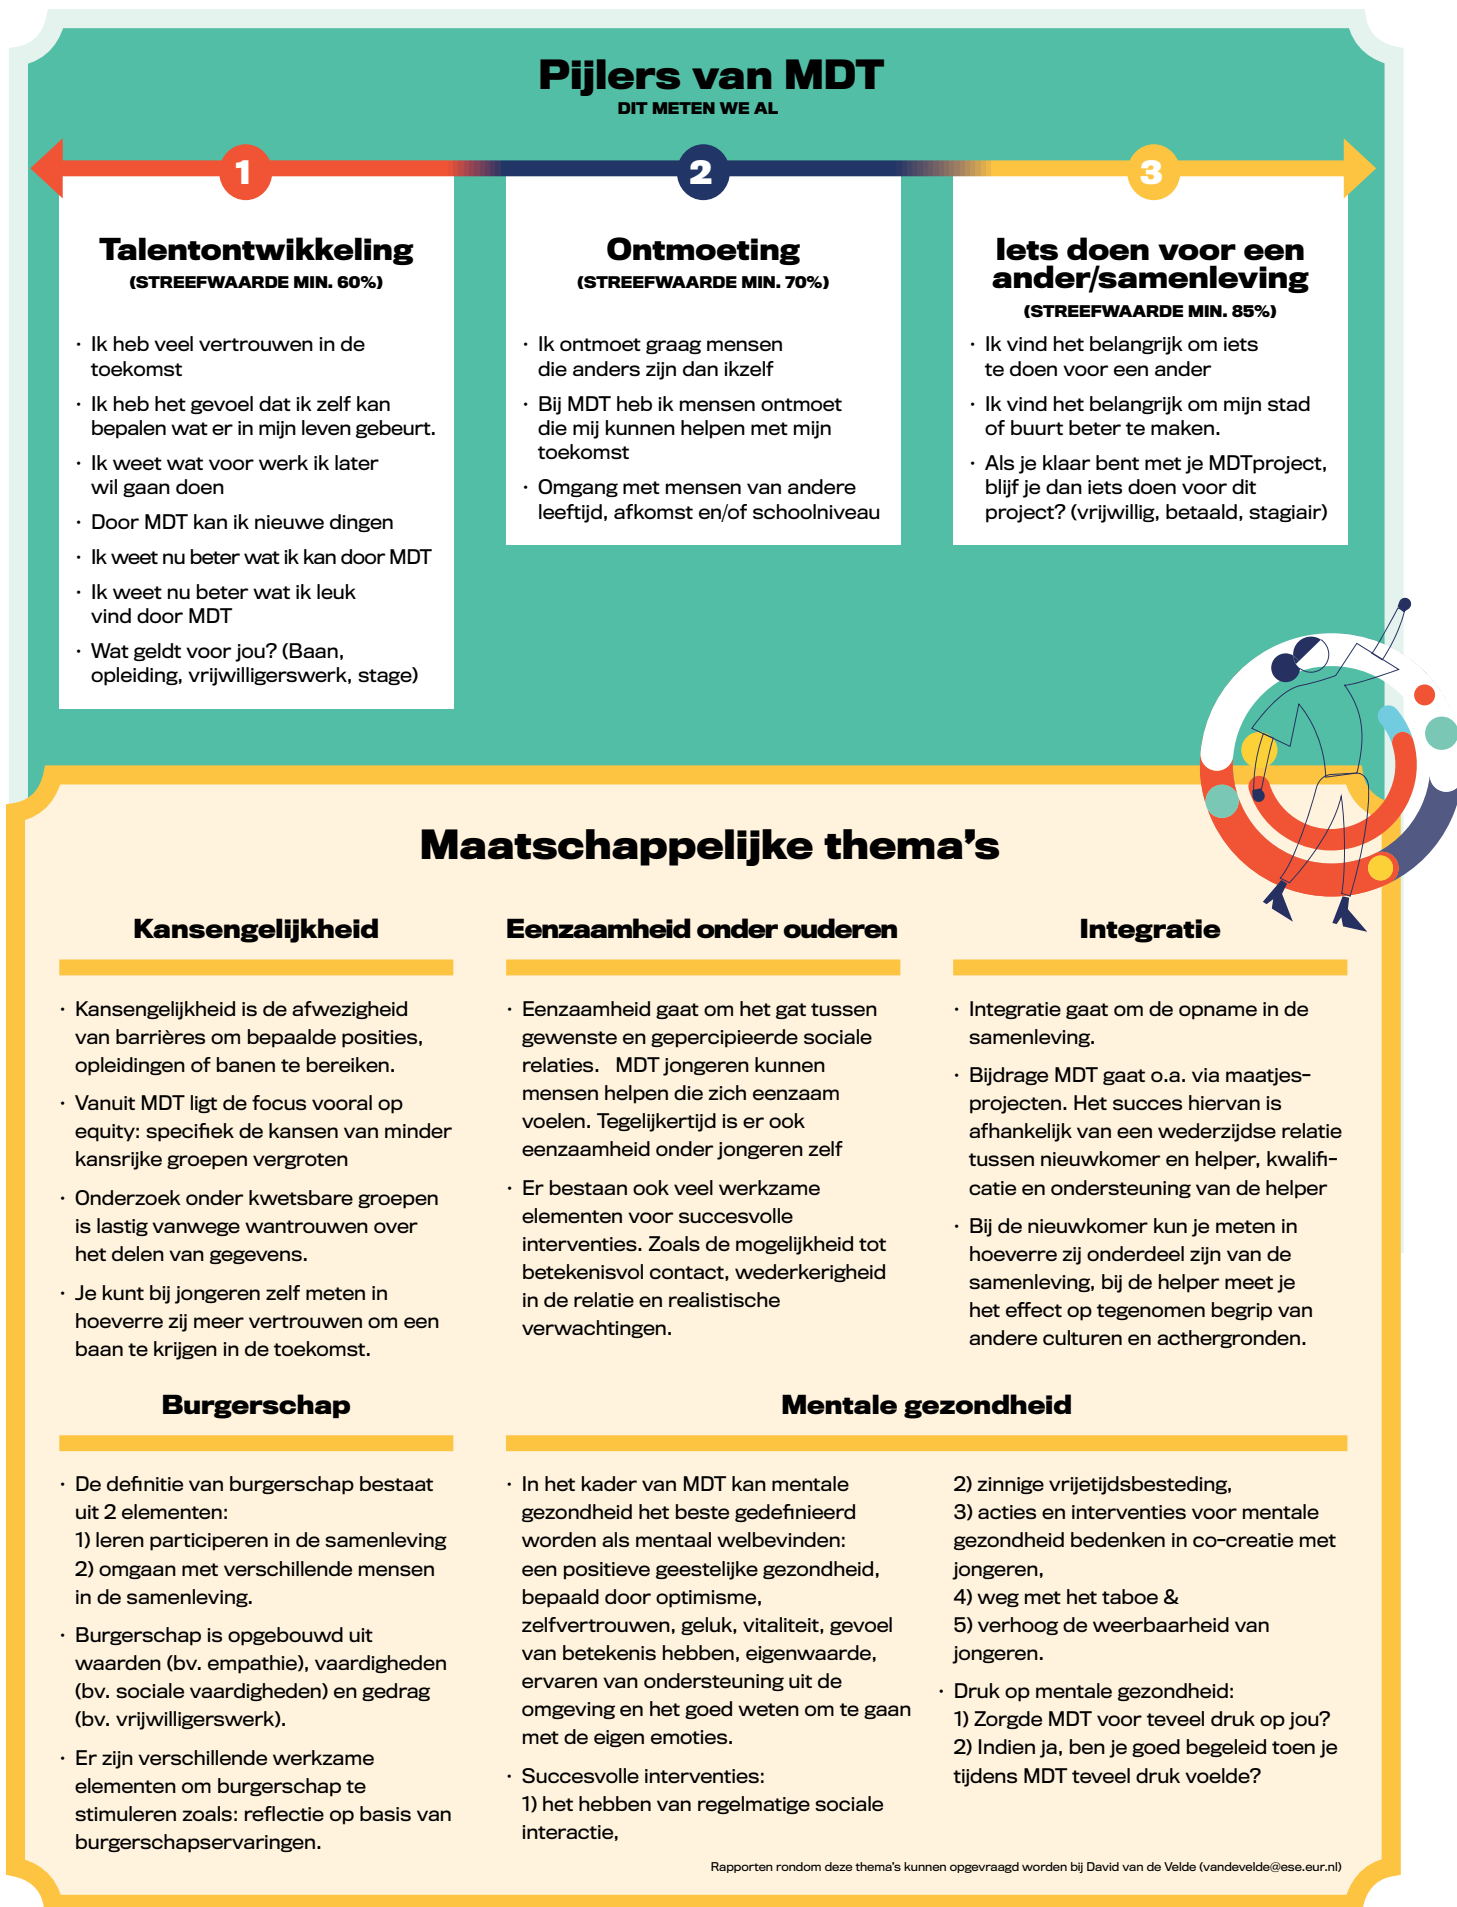 Pijlers van MDT
DIT METEN WE AL
1
2
3
Talentontwikkeling
(STREEFWAARDE MIN. 60%)
· Ik heb veel vertrouwen in de
toekomst
· Ik heb het gevoel dat ik zelf kan
bepalen wat er in mijn leven gebeurt.
· Ik weet wat voor werk ik later
wil gaan doen
· Door MDT kan ik nieuwe dingen
· Ik weet nu beter wat ik kan door MDT
· Ik weet nu beter wat ik leuk
vind door MDT
· Wat geldt voor jou? (Baan,
opleiding, vrijwilligerswerk, stage)
Ontmoeting
(STREEFWAARDE MIN. 70%)
· Ik ontmoet graag mensen
die anders zijn dan ikzelf
· Bij MDT heb ik mensen ontmoet
die mij kunnen helpen met mijn
toekomst
· Omgang met mensen van andere
leeftijd, afkomst en/of schoolniveau
Iets doen voor een
ander/samenleving
(STREEFWAARDE MIN. 85%)
· Ik vind het belangrijk om iets
te doen voor een ander
· Ik vind het belangrijk om mijn stad
of buurt beter te maken.
· Als je klaar bent met je MDTproject,
blijf je dan iets doen voor dit
project? (vrijwillig, betaald, stagiair)
Maatschappelijke thema's
Kansengelijkheid
· Kansengelijkheid is de afwezigheid
van barrières om bepaalde posities,
opleidingen of banen te bereiken.
· Vanuit MDT ligt de focus vooral op
equity: specifiek de kansen van minder
kansrijke groepen vergroten
· Onderzoek onder kwetsbare groepen
is lastig vanwege wantrouwen over
het delen van gegevens.
· Je kunt bij jongeren zelf meten in
hoeverre zij meer vertrouwen om een
baan te krijgen in de toekomst.
Eenzaamheid onder ouderen
· Eenzaamheid gaat om het gat tussen
gewenste en gepercipieerde sociale
relaties. MDT jongeren kunnen
mensen helpen die zich eenzaam
voelen. Tegelijkertijd is er ook
eenzaamheid onder jongeren zelf
· Er bestaan ook veel werkzame
elementen voor succesvolle
interventies. Zoals de mogelijkheid tot
betekenisvol contact, wederkerigheid
in de relatie en realistische
verwachtingen.
Integratie
· Integratie gaat om de opname in de
samenleving.
· Bijdrage MDT gaat o.a. via maatjes-
projecten. Het succes hiervan is
afhankelijk van een wederzijdse relatie
tussen nieuwkomer en helper, kwalifi-
catie en ondersteuning van de helper
· Bij de nieuwkomer kun je meten in
hoeverre zij onderdeel zijn van de
samenleving, bij de helper meet je
het effect op tegenomen begrip van
andere culturen en acthergronden.
Burgerschap
· De definitie van burgerschap bestaat
uit 2 elementen:
1) leren participeren in de samenleving
2) omgaan met verschillende mensen
in de samenleving.
· Burgerschap is opgebouwd uit
waarden (bv. empathie), vaardigheden
(bv. sociale vaardigheden) en gedrag
(bv. vrijwilligerswerk).
· Er zijn verschillende werkzame
elementen om burgerschap te
stimuleren zoals: reflectie op basis van
burgerschapservaringen.
Mentale gezondheid
· In het kader van MDT kan mentale
gezondheid het beste gedefinieerd
worden als mentaal welbevinden:
een positieve geestelijke gezondheid,
bepaald door optimisme,
zelfvertrouwen, geluk, vitaliteit, gevoel
van betekenis hebben, eigenwaarde,
ervaren van ondersteuning uit de
omgeving en het goed weten om te gaan
met de eigen emoties.
· Succesvolle interventies:
1) het hebben van regelmatige sociale
interactie,
2) zinnige vrijetijdsbesteding,
3) acties en interventies voor mentale
gezondheid bedenken in co-creatie met
jongeren,
4) weg met het taboe &
5) verhoog de weerbaarheid van
jongeren.
· Druk op mentale gezondheid:
1) Zorgde MDT voor teveel druk op jou?
2) Indien ja, ben je goed begeleid toen je
tijdens MDT teveel druk voelde?
Rapporten rondom deze thema's kunnen opgevraagd worden bij David van de Velde (vandevelde@ese.eur.nl)